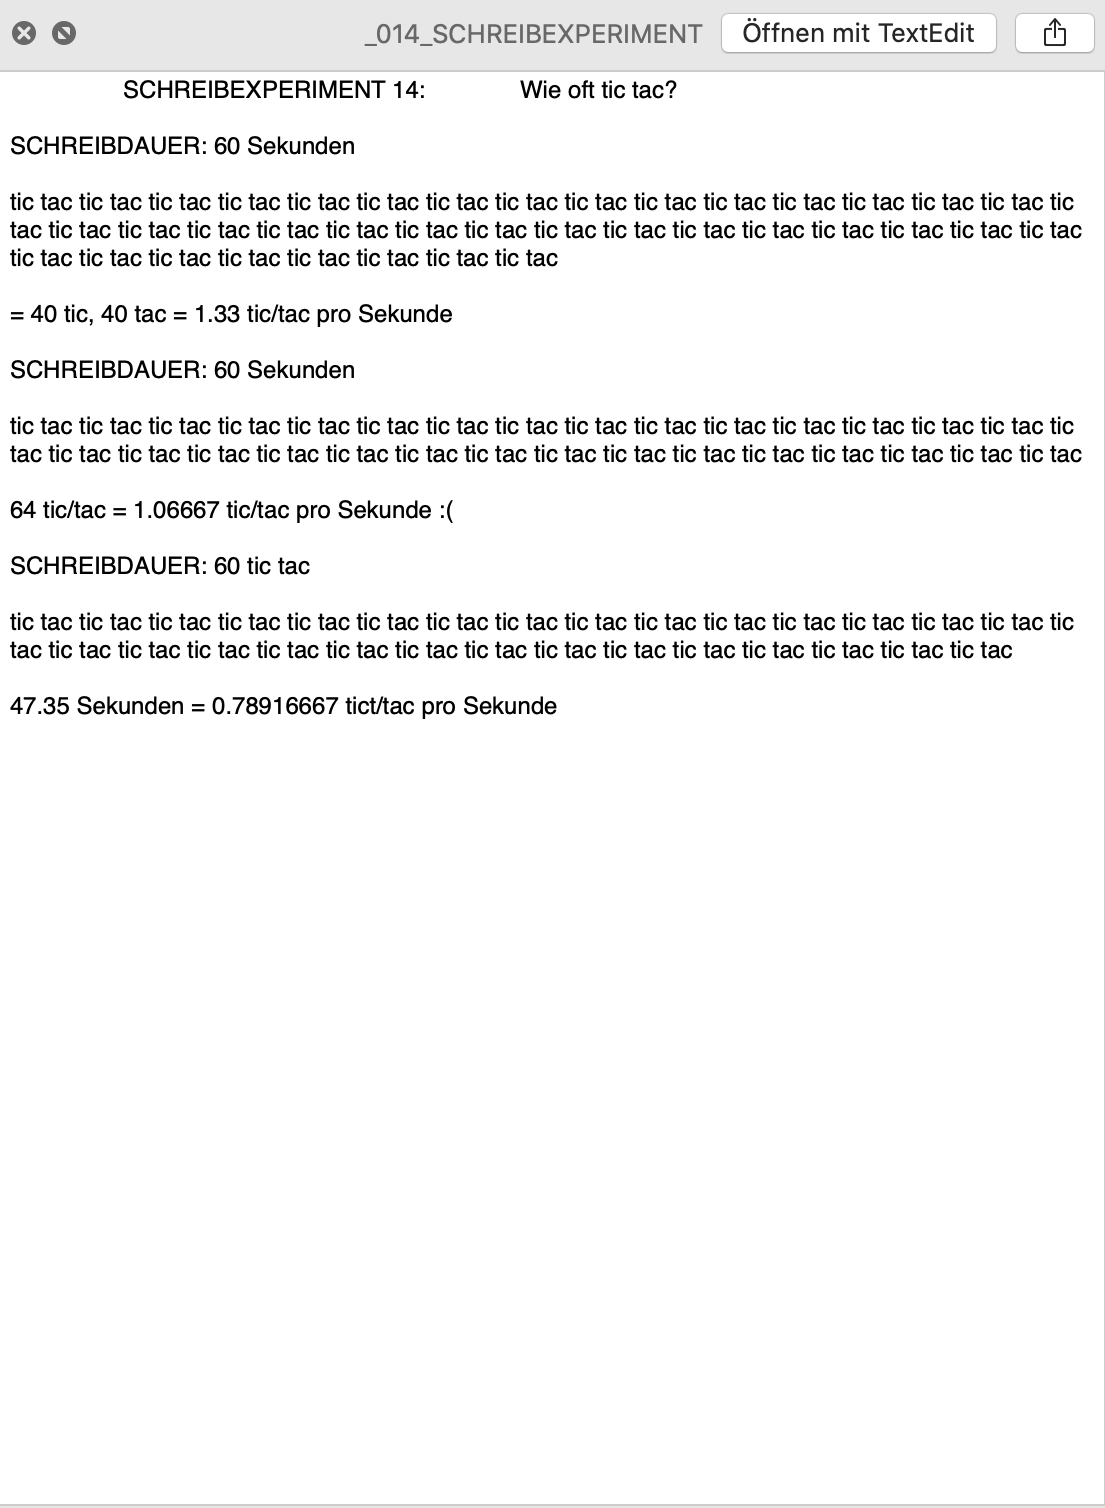 _014_SCHREIBEXPERIMENT Öffnen mit TextEdit
SCHREIBEXPERIMENT 14: Wie oft tic tac?
SCHREIBDAUER: 60 Sekunden
tic tac tic tac tic tac tic tac tic tac tic tac tic tac tic tac tic tac tic tac tic tac tic tac tic tac tic tac tic tac tic
tac tic tac tic tac tic tac tic tac tic tac tic tac tic tac tic tac tic tac tic tac tic tac tic tac tic tac tic tac tic tac
tic tac tic tac tic tac tic tac tic tac tic tac tic tac tic tac
= 40 tic, 40 tac = 1.33 tic/tac pro Sekunde
SCHREIBDAUER: 60 Sekunden
tic tac tic tac tic tac tic tac tic tac tic tac tic tac tic tac tic tac tic tac tic tac tic tac tic tac tic tac tic tac tic
tac tic tac tic tac tic tac tic tac tic tac tic tac tic tac tic tac tic tac tic tac tic tac tic tac tic tac tic tac tic tac
64 tic/tac = 1.06667 tic/tac pro Sekunde :(
SCHREIBDAUER: 60 tic tac
tic tac tic tac tic tac tic tac tic tac tic tac tic tac tic tac tic tac tic tac tic tac tic tac tic tac tic tac tic tac tic
tac tic tac tic tac tic tac tic tac tic tac tic tac tic tac tic tac tic tac tic tac tic tac tic tac tic tac tic tac
47.35 Sekunden = 0.78916667 tict/tac pro Sekunde